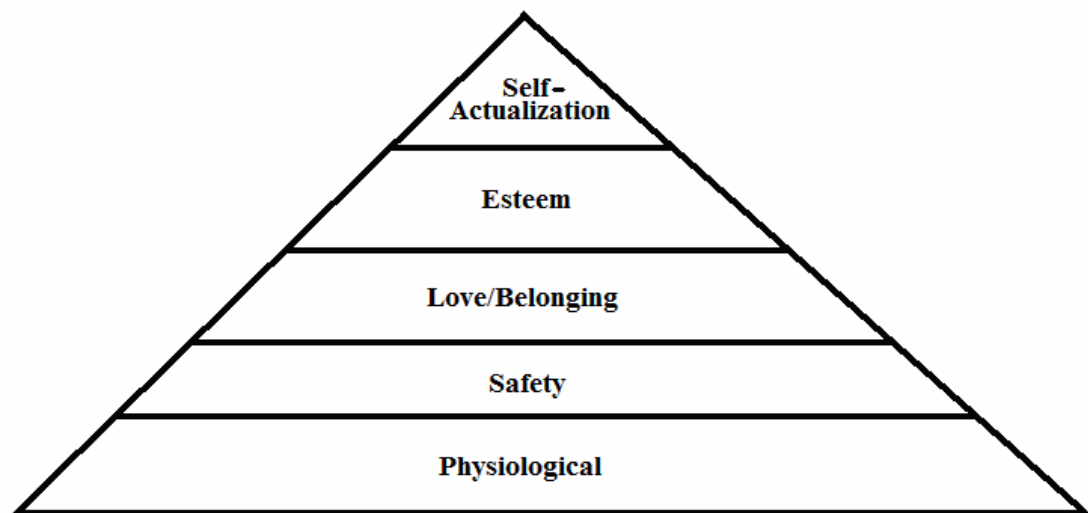 Self-
Actualization
Esteem
Love/Belonging
Safety
Physiological